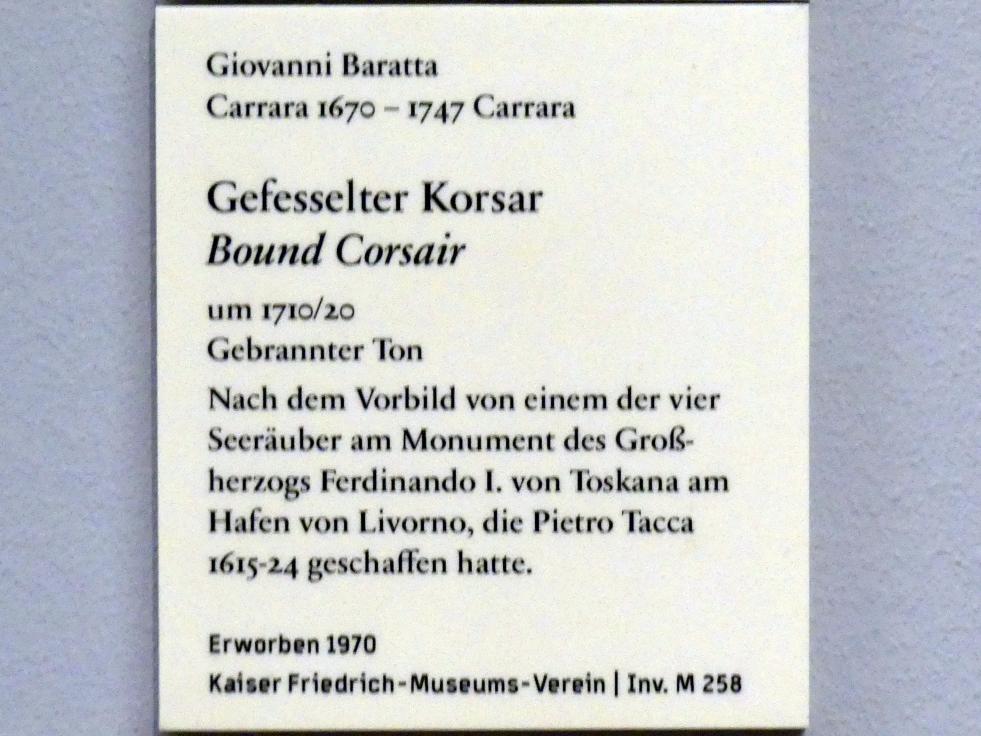 Giovanni Baratta
Carrara 1670 – 1747 Carrara
Gefesselter Korsar
Bound Corsair
um 1710/20
Gebrannter Ton
Nach dem Vorbild von einem der vier
Seeräuber am Monument des Groß-
herzogs Ferdinando I. von Toskana am
Hafen von Livorno, die Pietro Tacca
1615-24 geschaffen hatte.
Erworben 1970
Kaiser Friedrich-Museums-Verein | Inv. M 258